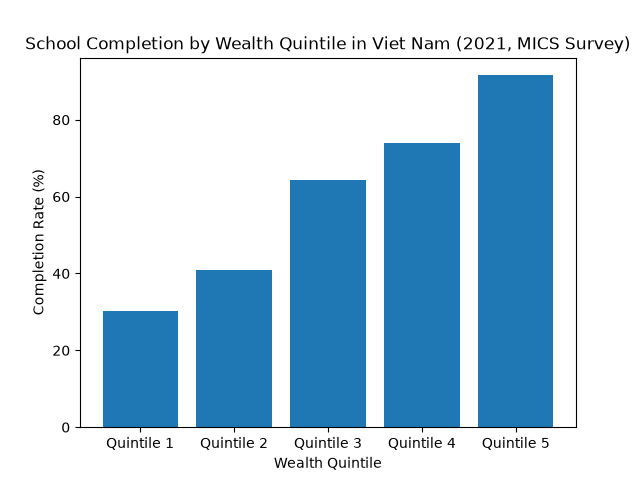 School Completion by Wealth Quintile in Viet Nam (2021, MICS Survey)
80
60
40
20
0
Completion Rate (%)
Quintile 1 Quintile 2 Quintile 3 Quintile 4 Quintile 5
Wealth Quintile